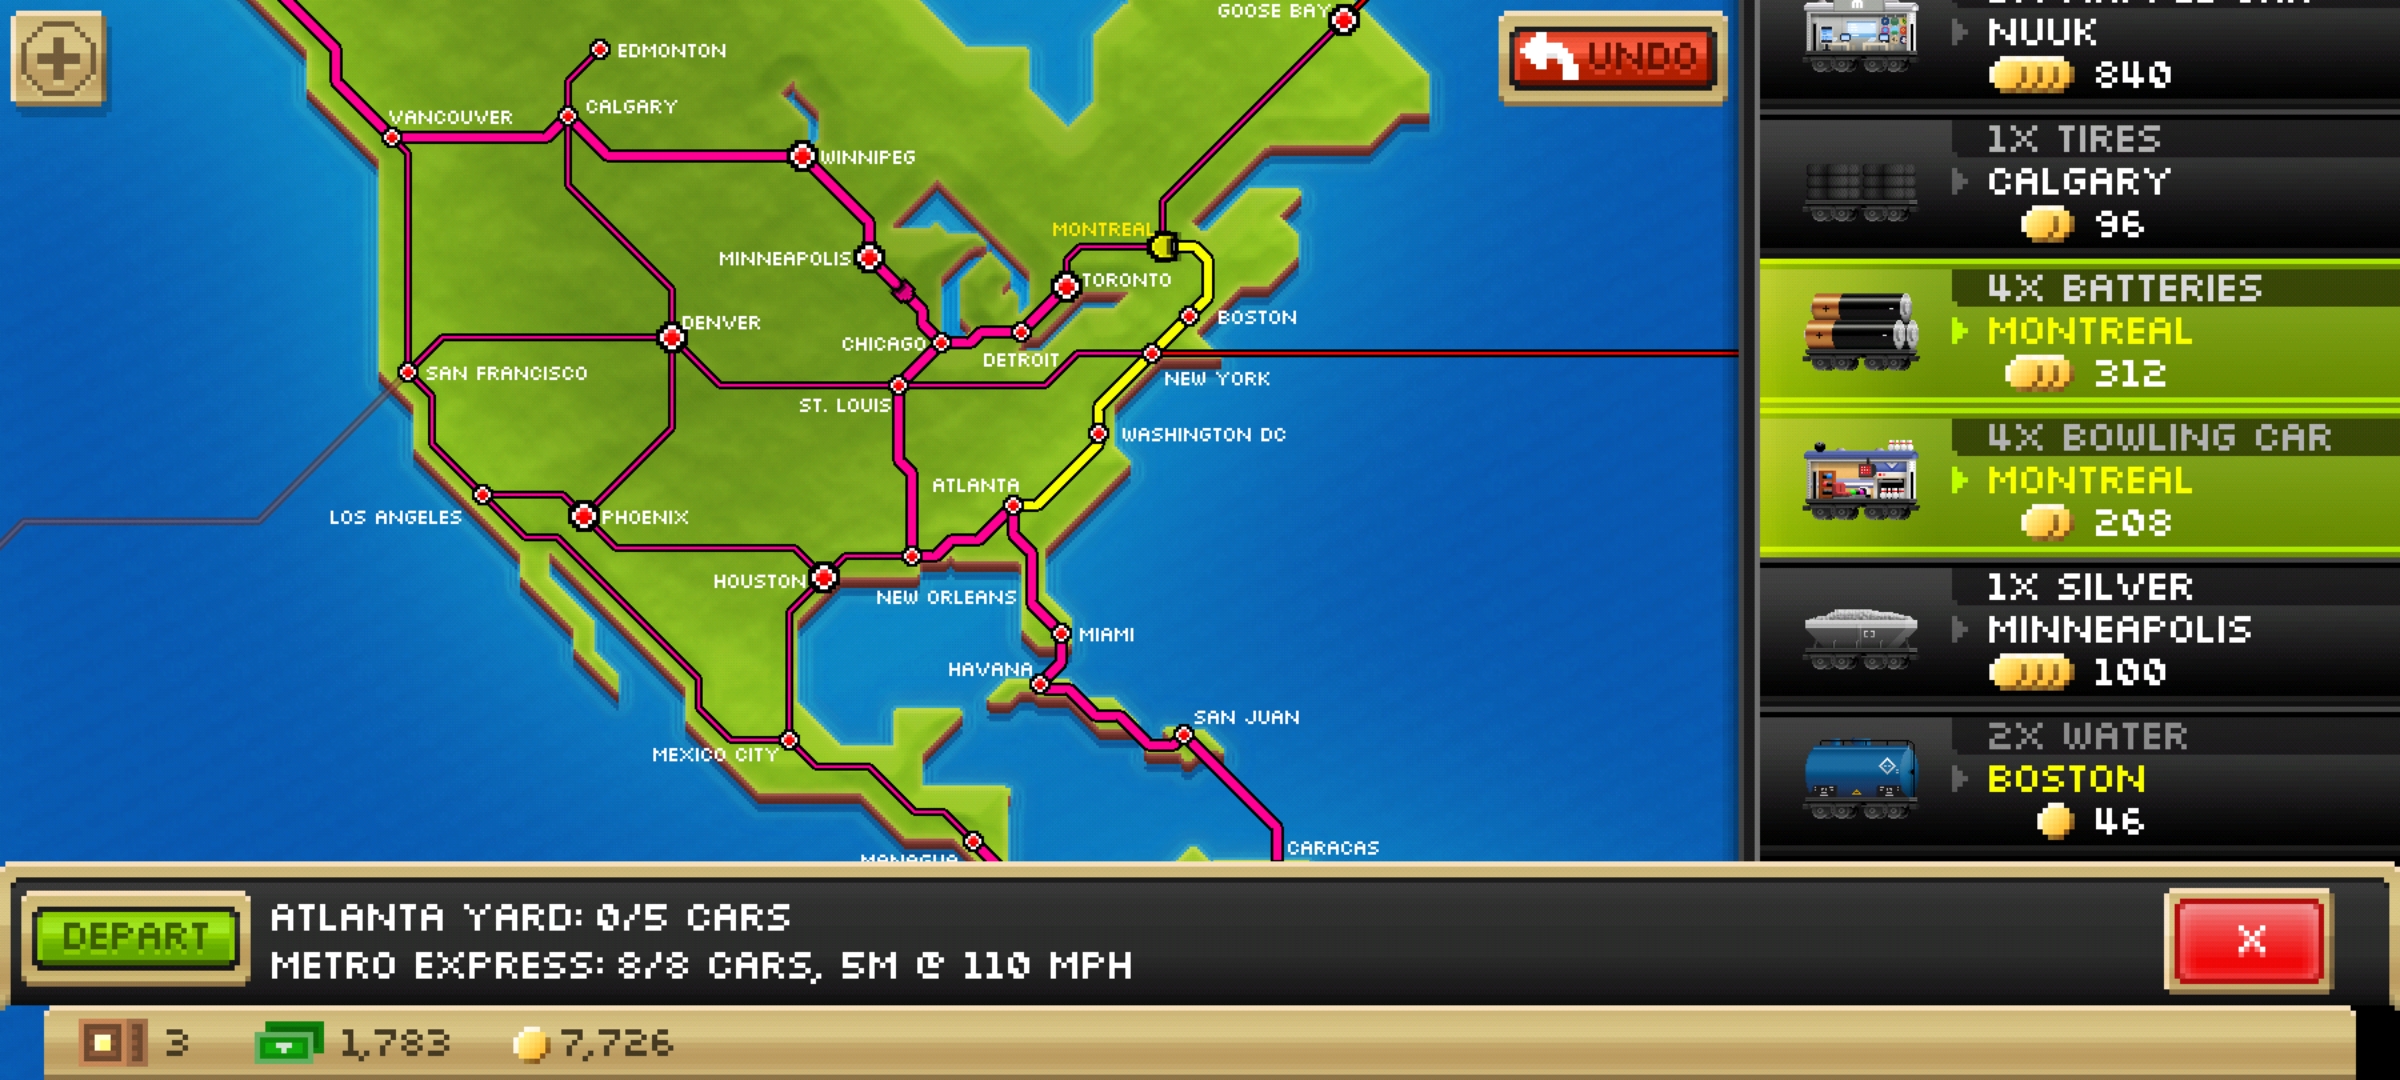 GOOSE BAY
EDMONTON
UNDO
CALGARY
VANCOUVER
WINNIPEG
MONTREAL
MINNEAPOLIS
TORONTO
BOSTON
DENVER
CHICAGO
DETROIT
SAN FRANCISCO
NEW YORK
ST. LOUIS
WASHINGTON DC
ATLANTA
LOS ANGELES
PHOENIX
HOUSTON
NEW ORLEANS
MIAMI
HAVANA
SAN JUAN
MEXICO CITY
CARACAS
MANAGUA
NUUK
840
1X TIRES
CALGARY
96
4X BATTERIES
MONTREAL
312
4X BOWLING CAR
MONTREAL
208
1X SILVER
MINNEAPOLIS
100
2X WATER
BOSTON
46
DEPART
ATLANTA YARD: 0/5 CARS
METRO EXPRESS: 8/8 CARS, 5M @ 110 MPH
X
3
1,783
7,726